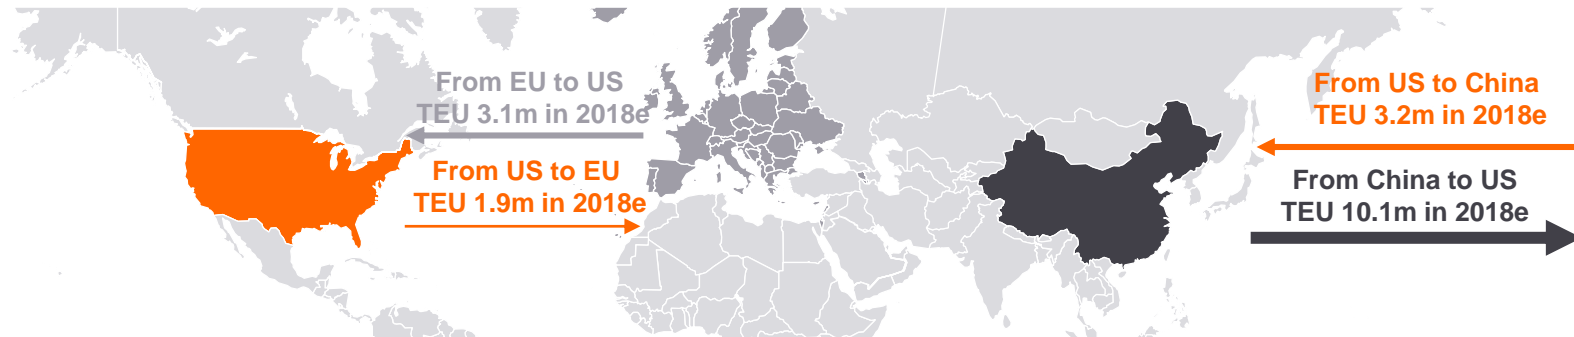 From EU to US
TEU 3.1m in 2018e
From US to EU
TEU 1.9m in 2018e
From US to China
TEU 3.2m in 2018e
From China to US
TEU 10.1m in 2018e